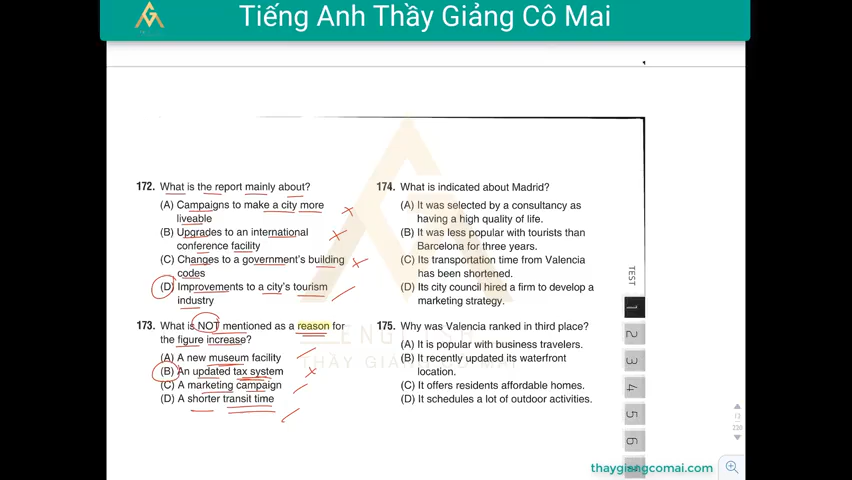 Tiếng Anh Thầy Giảng Cô Mai
172. What is the report mainly about?
(A) Campaigns to make a city more
liveable
(B) Upgrades to an international
conference facility
(C) Changes to a government's building
codes
(D) Improvements to a city's tourism
industry
173. What is NOT mentioned as a reason for
the figure increase?
(A) A new museum facility
(B) An updated tax system
(C) A marketing campaign
(D) A shorter transit time
174. What is indicated about Madrid?
(A) It was selected by a consultancy as
having a high quality of life.
(B) It was less popular with tourists than
Barcelona for three years.
(C) Its transportation time from Valencia
has been shortened.
(D) Its city council hired a firm to develop a
marketing strategy.
175. Why was Valencia ranked in third place?
(A) It is popular with business travelers.
(B) It recently updated its waterfront
location.
(C) It offers residents affordable homes.
(D) It schedules a lot of outdoor activities.
TEST
1
2
3
4
5
6
THẦY GIẢNG CÔ MAI
thaygiongcomai.com